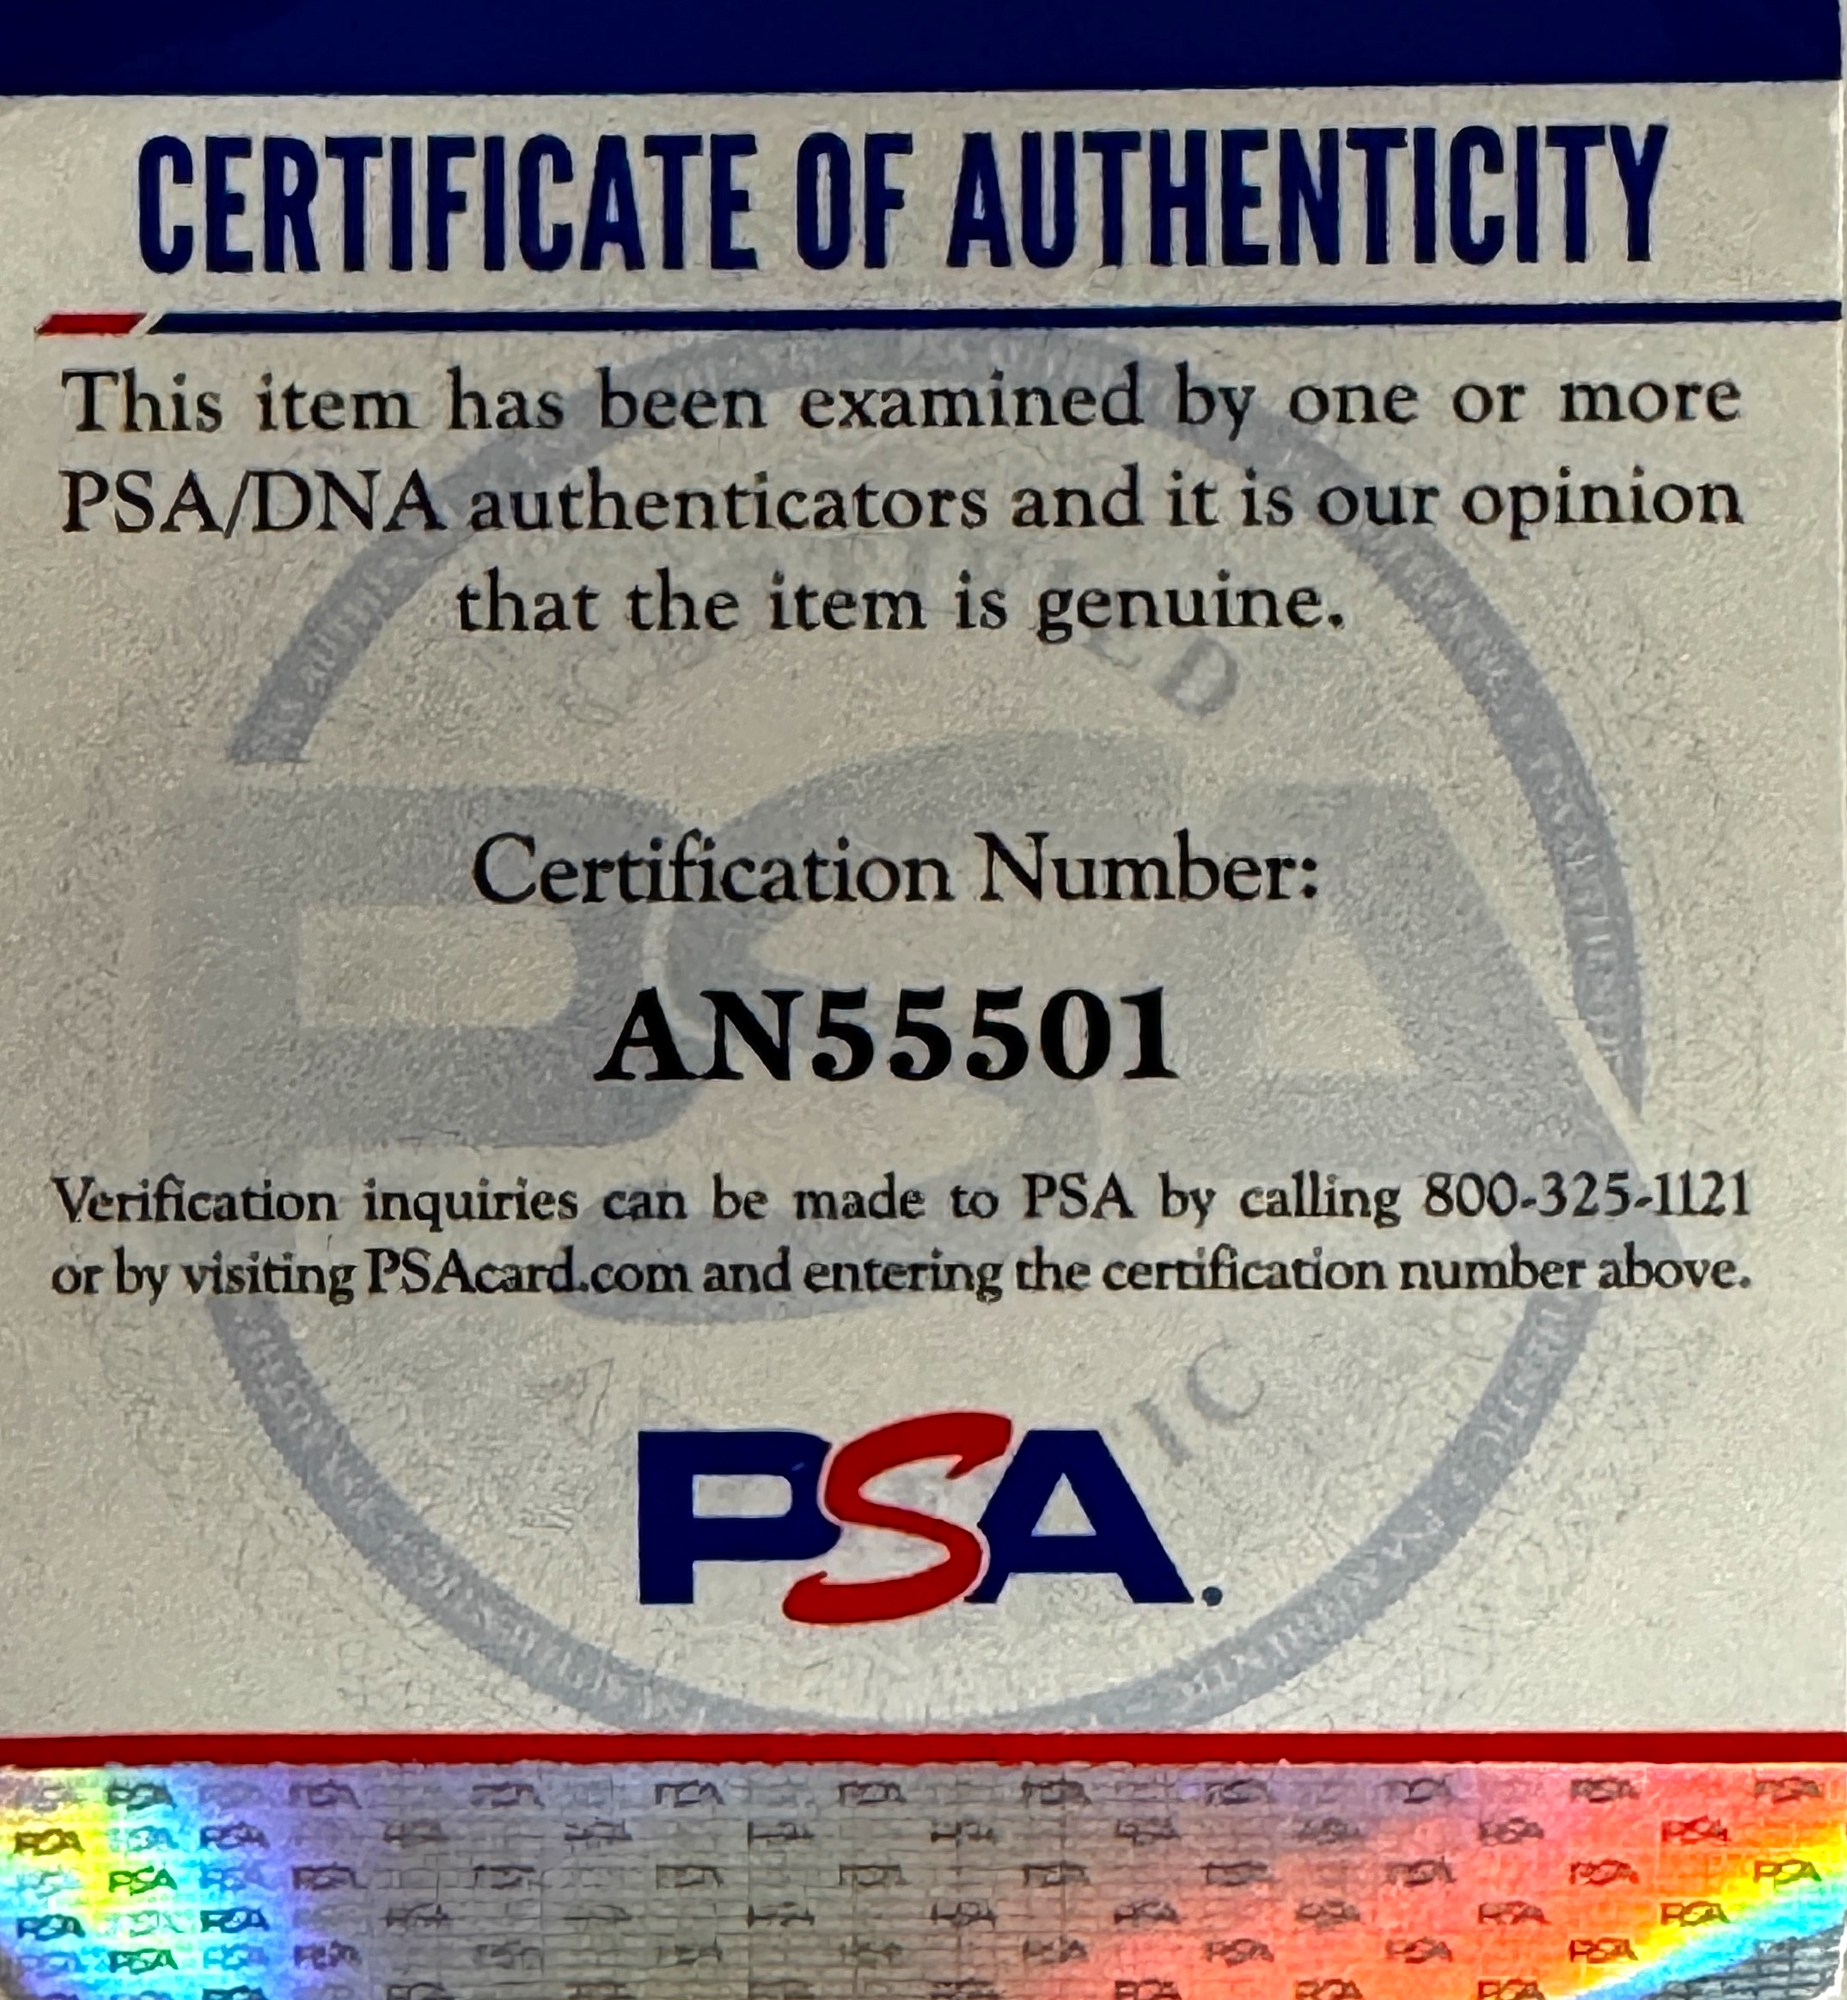 CERTIFICATE OF AUTHENTICITY
This item has been examined by one or more
PSA/DNA authenticators and it is our opinion
that the item is genuine.
Certification Number:
AN55501
Verification inquiries can be made to PSA by calling 800-325-1121
or by visiting PSAcard.com and entering the certification number above.
PSA